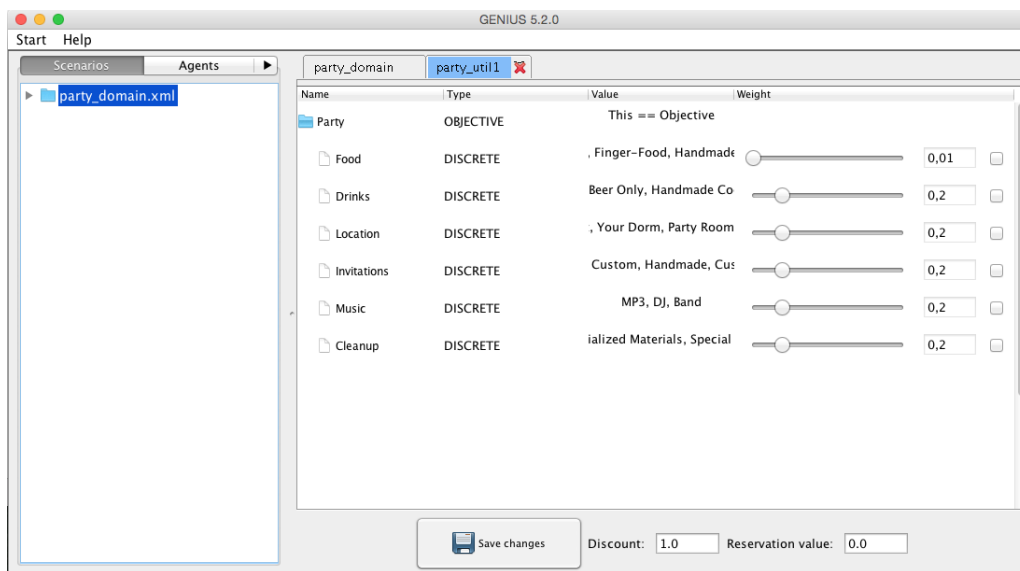 GENIUS 5.2.0
Start Help
Scenarios Agents
party_domain party_util1
party_domain.xml
Name Type Value Weight
Party OBJECTIVE This == Objective
Food DISCRETE , Finger-Food, Handmade 0,01
Drinks DISCRETE Beer Only, Handmade Co 0,2
Location DISCRETE , Your Dorm, Party Room 0,2
Invitations DISCRETE Custom, Handmade, Cus 0,2
Music DISCRETE MP3, DJ, Band 0,2
Cleanup DISCRETE ialized Materials, Special 0,2
Save changes Discount: 1.0 Reservation value: 0.0